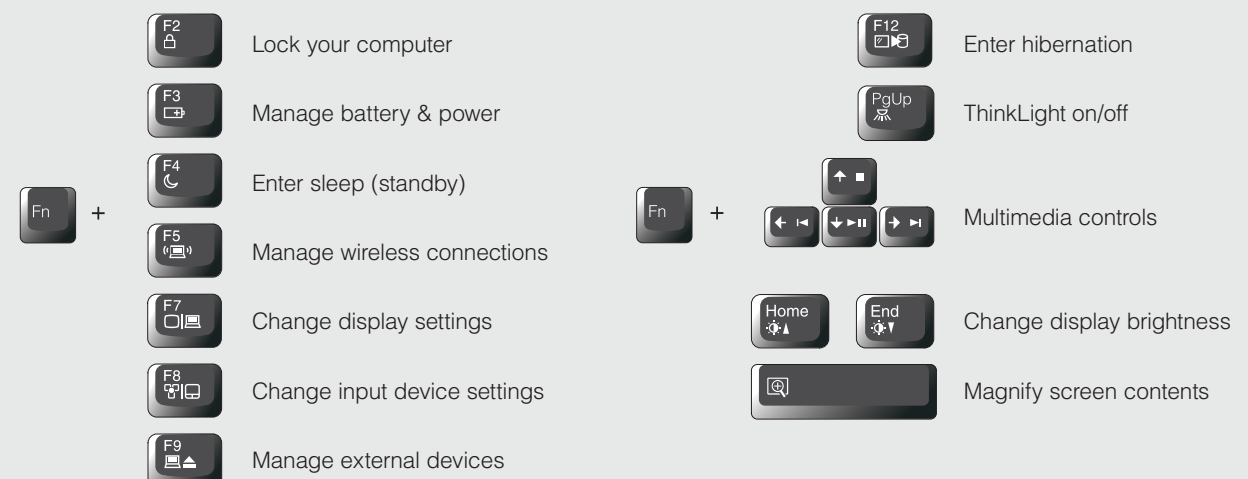 F2
Lock your computer
F3
Manage battery & power
F4
Enter sleep (standby)
Fn +
F5
Manage wireless connections
F7
Change display settings
F8
Change input device settings
F9
Manage external devices
F12
Enter hibernation
PgUp
ThinkLight on/off
Fn +
Multimedia controls
Home
End
Change display brightness
Magnify screen contents